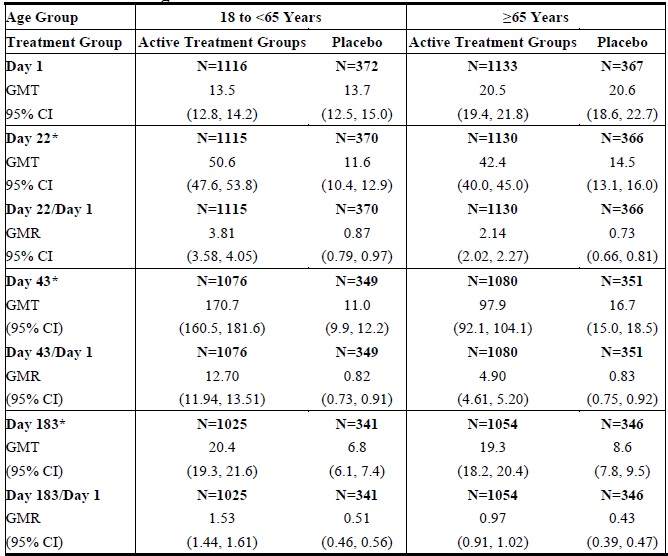 Age Group 18 to <65 Years ≥65 Years
Treatment Group Active Treatment Groups Placebo Active Treatment Groups Placebo
Day 1 N=1116 N=372 N=1133 N=367
GMT 13.5 13.7 20.5 20.6
95% CI (12.8, 14.2) (12.5, 15.0) (19.4, 21.8) (18.6, 22.7)
Day 22* N=1115 N=370 N=1130 N=366
GMT 50.6 11.6 42.4 14.5
95% CI (47.6, 53.8) (10.4, 12.9) (40.0, 45.0) (13.1, 16.0)
Day 22/Day 1 N=1115 N=370 N=1130 N=366
GMR 3.81 0.87 2.14 0.73
95% CI (3.58, 4.05) (0.79, 0.97) (2.02, 2.27) (0.66, 0.81)
Day 43* N=1076 N=349 N=1080 N=351
GMT 170.7 11.0 97.9 16.7
(95% CI) (160.5, 181.6) (9.9, 12.2) (92.1, 104.1) (15.0, 18.5)
Day 43/Day 1 N=1076 N=349 N=1080 N=351
GMR 12.70 0.82 4.90 0.83
(95% CI) (11.94, 13.51) (0.73, 0.91) (4.61, 5.20) (0.75, 0.92)
Day 183* N=1025 N=341 N=1054 N=346
GMT 20.4 6.8 19.3 8.6
(95% CI) (19.3, 21.6) (6.1, 7.4) (18.2, 20.4) (7.8, 9.5)
Day 183/Day 1 N=1025 N=341 N=1054 N=346
GMR 1.53 0.51 0.97 0.43
(95% CI) (1.44, 1.61) (0.46, 0.56) (0.91, 1.02) (0.39, 0.47)